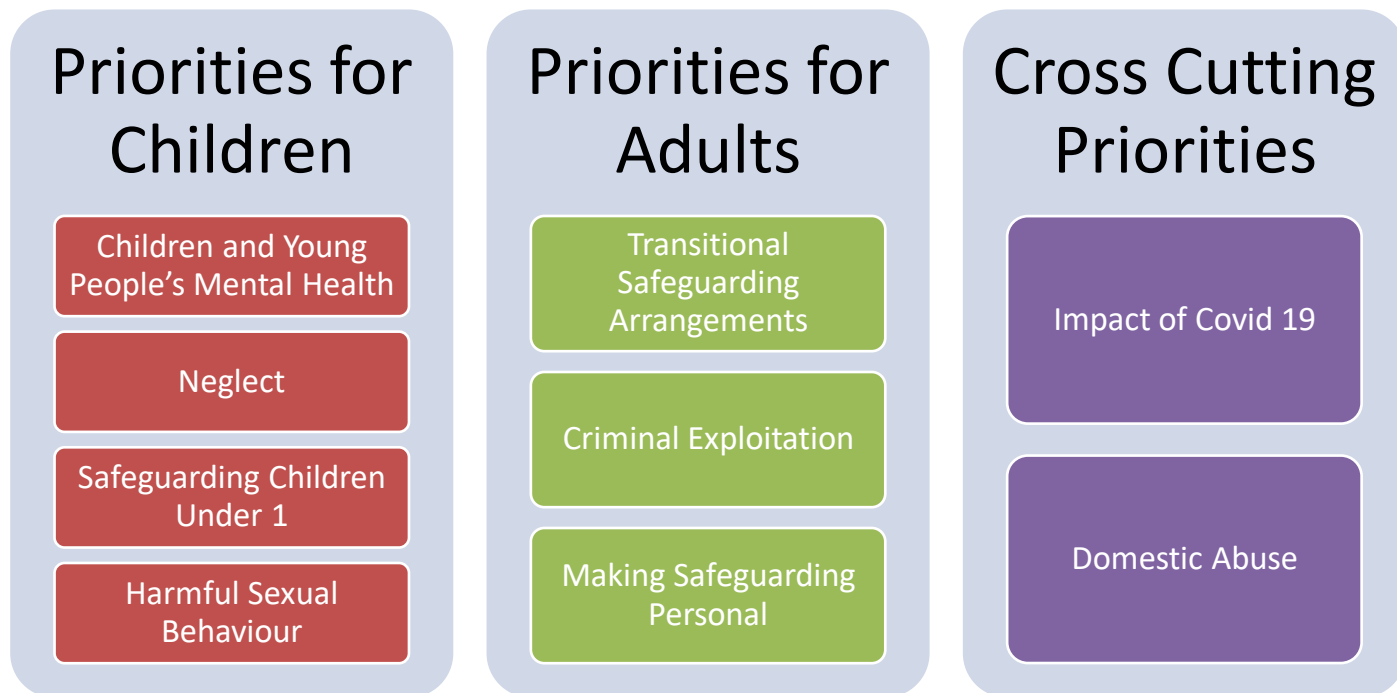 Priorities for
Children
Children and Young
People’s Mental Health
Neglect
Safeguarding Children
Under 1
Harmful Sexual
Behaviour
Priorities for
Adults
Transitional
Safeguarding
Arrangements
Criminal Exploitation
Making Safeguarding
Personal
Cross Cutting
Priorities
Impact of Covid 19
Domestic Abuse